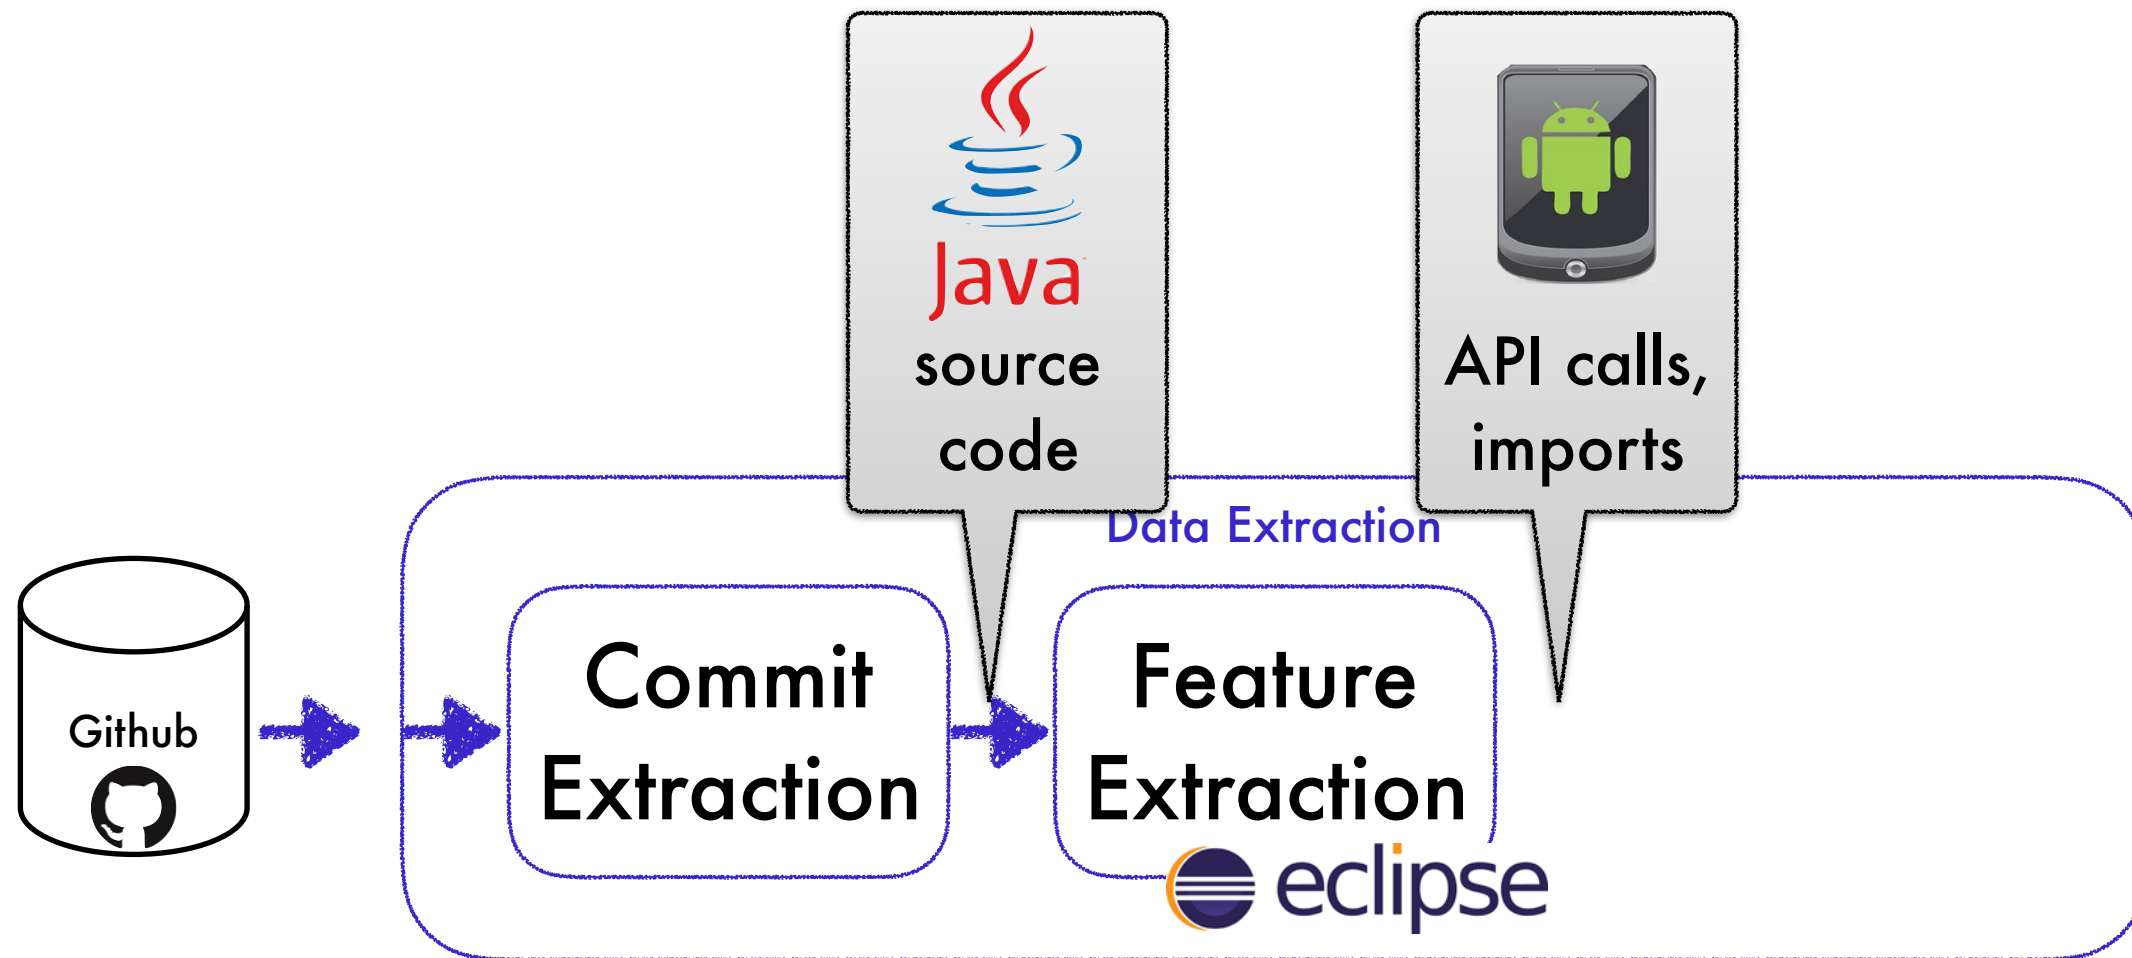 Java
source
code
API calls,
imports
Data Extraction
Github
Commit
Extraction
Feature
Extraction
eclipse